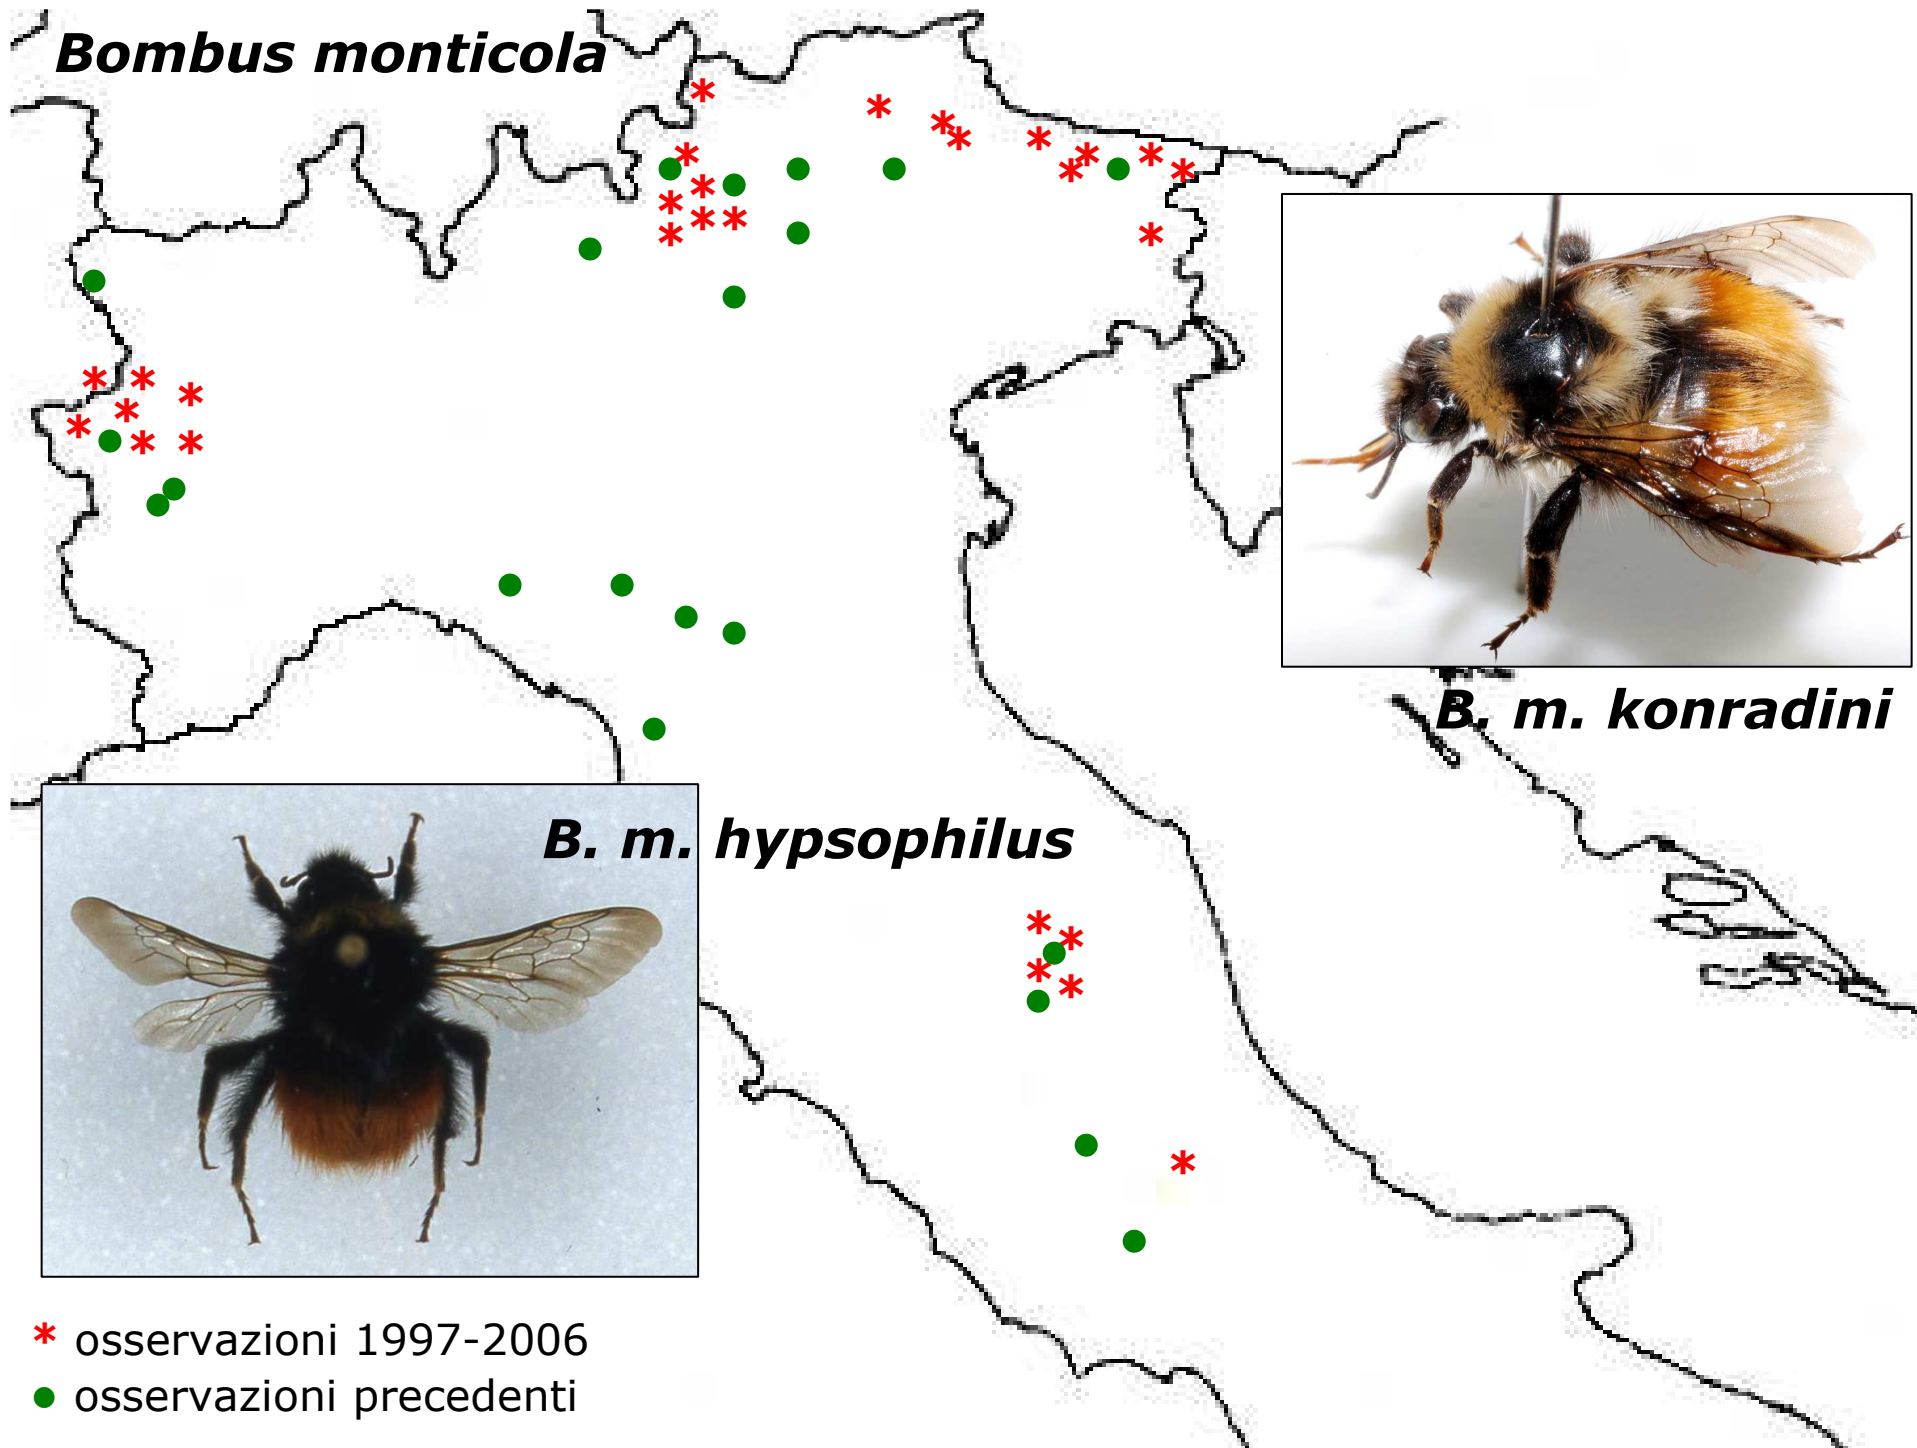 Bombus monticola
B. m. konradini
B. m. hypsophilus
* osservazioni 1997-2006
● osservazioni precedenti